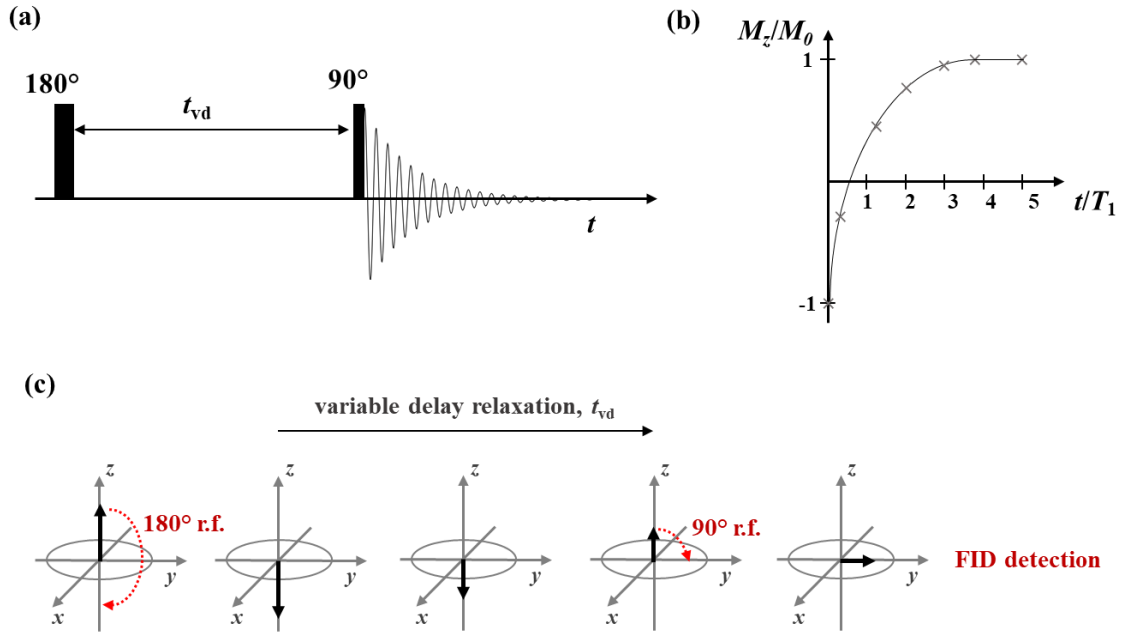 (a)
180°
t_vd
90°
t
(b)
M_z/M_0
1
-1
1 2 3 4 5
t/T_1
(c)
variable delay relaxation, t_vd
z
180° r.f.
y
x
z
y
x
z
y
x
z
90° r.f.
y
x
z
y
x
FID detection